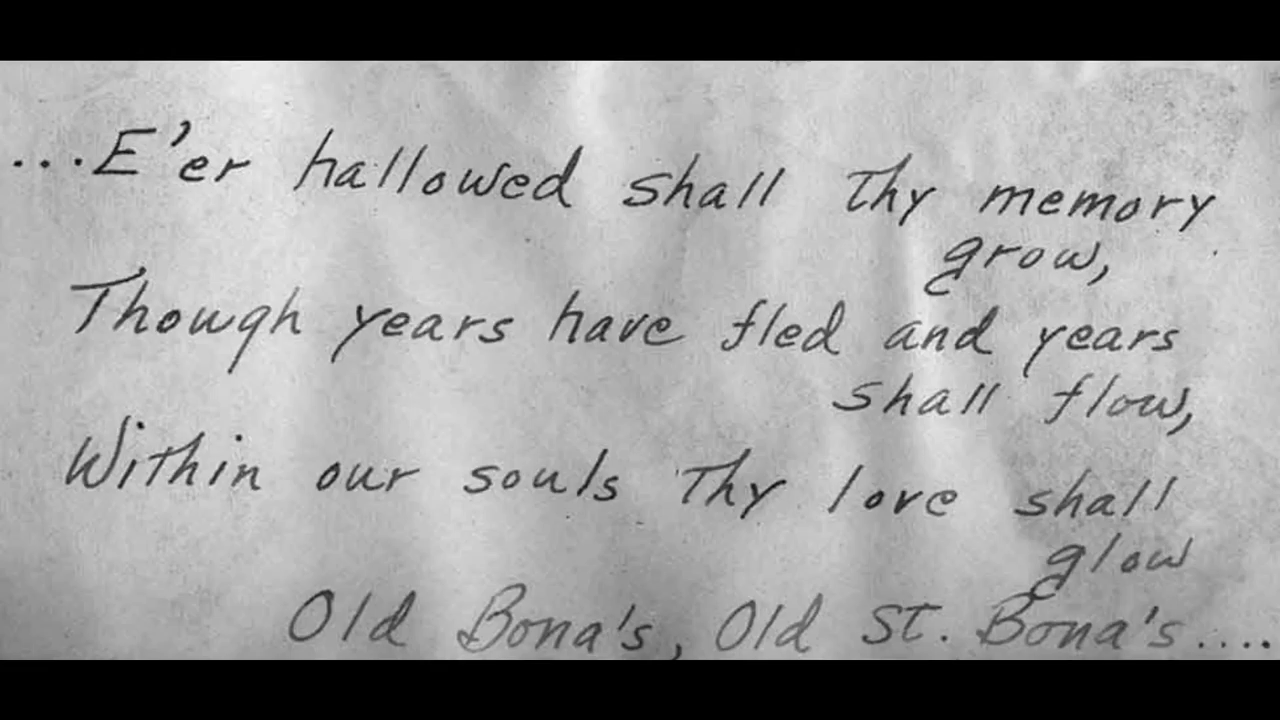 ...E'er hallowed shall Thy memory
grow,
Though years have fled and years
shall flow,
Within our souls Thy love shall
glow
Old Bona's, Old St. Bona's....